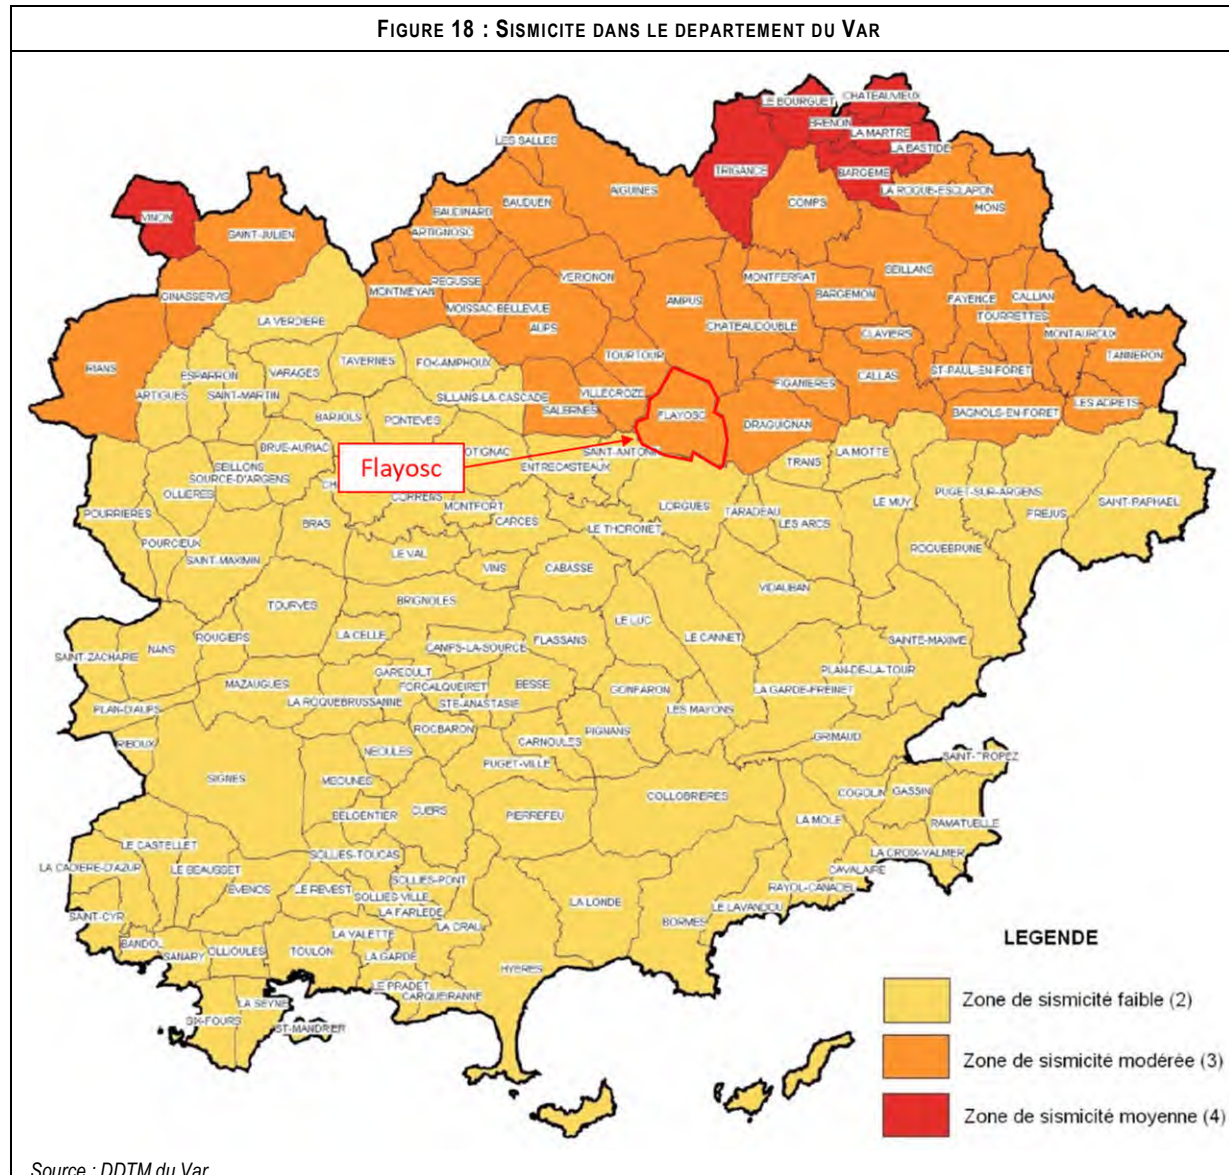 FIGURE 18 : SISMICITE DANS LE DEPARTEMENT DU VAR
CHATEAUVIEUX
LE BOURGUET
BRENON
LA MARTRE
LES SALLES
LA BASTIDE
TRIGANCE
BARGEME
AIGUINES
LA ROQUE-ESCLAPON
BAUDUEN
COMPS
MONS
BAUDINARD
VINON
SAINT-JULIEN
ARTIGNOSC
SEILLANS
VERIGNON
MONTFERRAT
REGUSSE
MONTMEYAN
BARGEMON
GINASSERVIS
FAYENCE
CALLIAN
AMPUS
MOISSAC-BELLEVUE
TOURRETTES
LA VERDIERE
CHATEAUDOUBLE
AUPS
CLAVIERS
MONTAUROUX
TOURTOUR
TANNERON
TAVERNES
FOX-AMPHOUX
RIANS
VARAGES
ESPARRON
CALLAS
ST-PAUL-EN-FORET
FIGANIERES
VILLECROZE
ARTIGUES
SAINT-MARTIN
SILLANS-LA-CASCADE
LES ADRETS
SALERNES
BAGNOLS-EN-FORET
FLAYOSC
BARJOLS
PONTEVES
DRAGUIGNAN
BRUE-AURIAC
OTIGNAC
SAINT-ANTONI
LA MOTTE
TRANS
Flayosc
SEILLONS
SOURCE-D'ARGENS
ENTRECASTEAUX
CH
OLLIERES
CORRENS
PUGET-SUR-ARGENS
SAINT-RAPHAEL
MONTFORT
LORGUES
LE MUY
POURRIERES
TARADEAU
FREJUS
BRAS
CARCES
LE THORONET
LES ARCS
POURCIEUX
ROQUEBRUNE
LE VAL
SAINT-MAXIMIN
VINS
CABASSE
VIDAUBAN
BRIGNOLES
TOURVES
LE LUC
ROUGIERS
LA CELLE
FLASSANS
LE CANNET
SAINTE-MAXIME
CAMPS-LA-SOURCE
NANS
SAINT-ZACHARIE
GAREOULT
PLAN-DE-LA-TOUR
MAZAUGUES
FORCALQUEIRET
BESSE
GONFARON
LA GARDE-FREINET
LA ROQUEBRUSSANNE
STE-ANASTASIE
PLAN-D'AUPS
LES MAYONS
ROCBARON
PIGNANS
GRIMAUD
RIBOUX
CARNOULES
NEOULES
SAINT-TROPEZ
PUGET-VILLE
SIGNES
MEOUNES
COGOLIN
GASSIN
COLLOBRIERES
BELGENTIER
CUERS
PIERREFEU
LA MOLE
RAMATUELLE
LE CASTELLET
SOLLIES-TOUCAS
LA CROIX-VALMER
LA CADIERE-D'AZUR
LE BEAUSSET
CAVALAIRE
SOLLIES-PONT
EVENOS
LE REVEST
RAYOL-CANADEL
SOLLIES-VILLE
LA LONDE
LE LAVANDOU
LA FARLEDE
SAINT-CYR
BORMES
LA CRAU
LA VALETTE
BANDOL
OLLIOULES
TOULON
SANARY
LA GARDE
HYERES
LE PRADET
CARQUEIRANNE
LA SEYNE
SIX-FOURS
ST-MANDRIER
LEGENDE
Zone de sismicité faible (2)
Zone de sismicité modérée (3)
Zone de sismicité moyenne (4)
Source : DDTM du Var